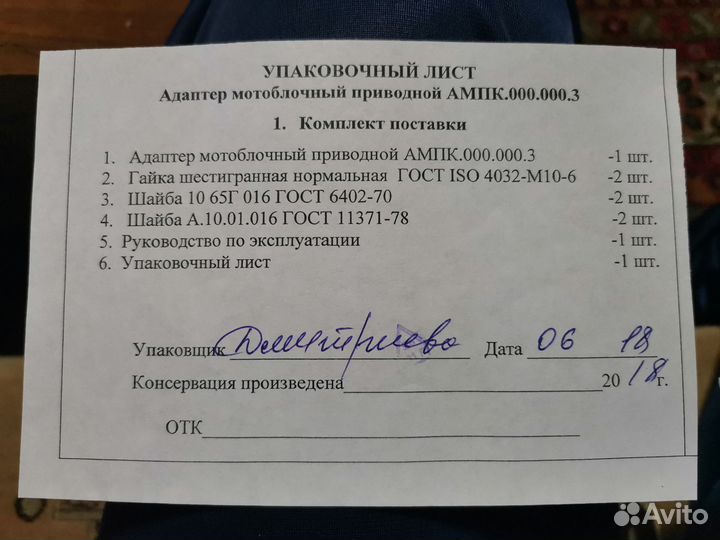 УПАКОВОЧНЫЙ ЛИСТ
Адаптер мотоблочный приводной АМПК.000.000.3
1. Комплект поставки
1. Адаптер мотоблочный приводной АМПК.000.000.3 -1 шт.
2. Гайка шестигранная нормальная ГОСТ ISO 4032-М10-6 -2 шт.
3. Шайба 10 65Г 016 ГОСТ 6402-70 -2 шт.
4. Шайба А.10.01.016 ГОСТ 11371-78 -2 шт.
5. Руководство по эксплуатации -1 шт.
6. Упаковочный лист -1 шт.
Упаковщик Дмитриева Дата 06 18
Консервация произведена 2018г.
ОТК
Avito